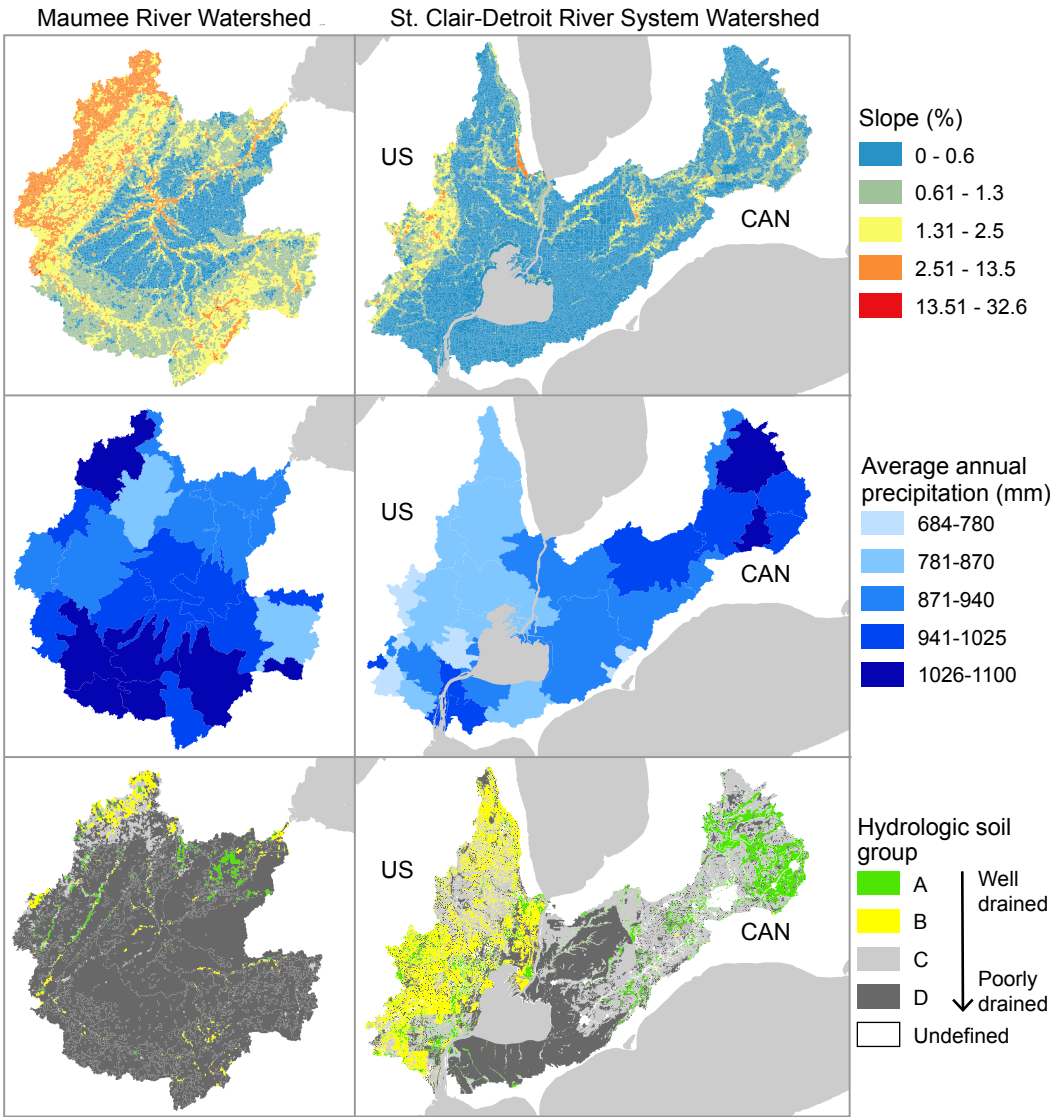 Maumee River Watershed
St. Clair-Detroit River System Watershed
US
CAN
Slope (%)
0 - 0.6
0.61 - 1.3
1.31 - 2.5
2.51 - 13.5
13.51 - 32.6
US
CAN
Average annual
precipitation (mm)
684-780
781-870
871-940
941-1025
1026-1100
US
CAN
Hydrologic soil
group
A
B
C
D
Undefined
Well
drained
Poorly
drained